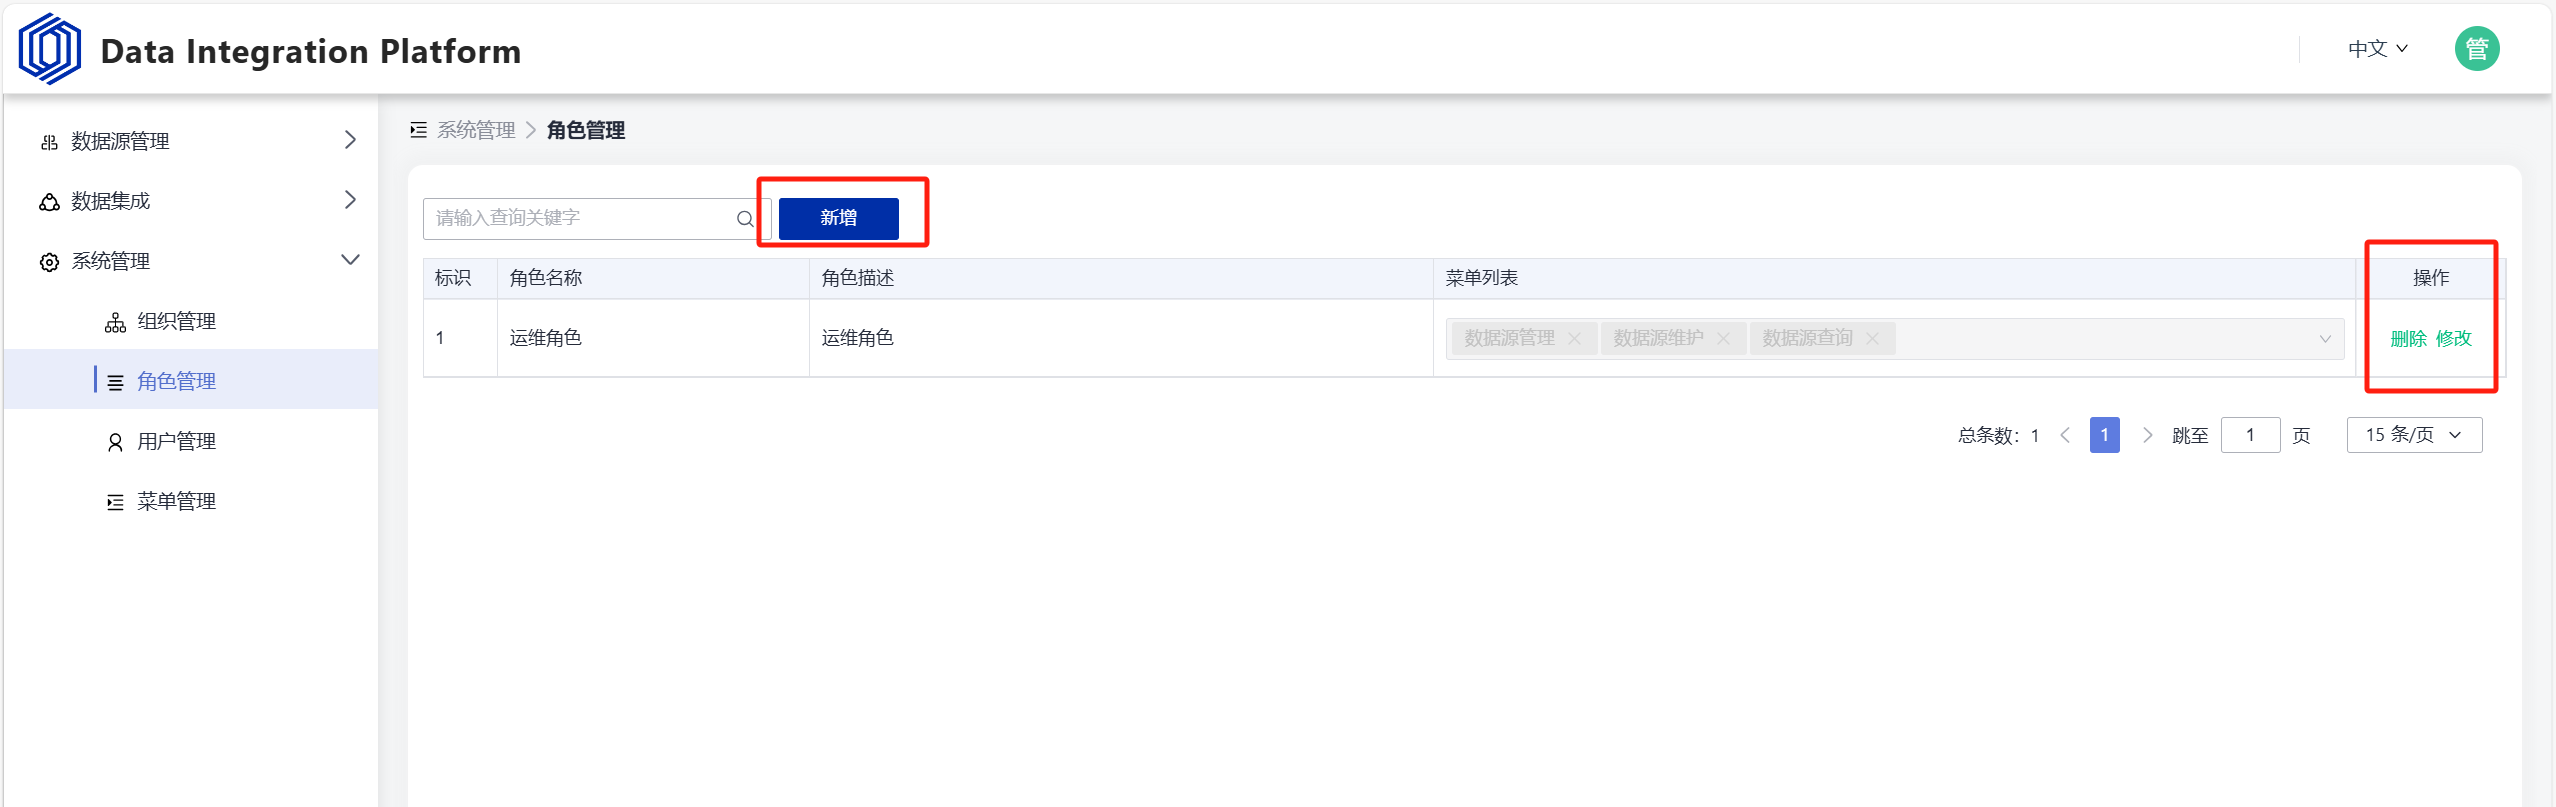 Data Integration Platform
中文
管
数据源管理
数据集成
系统管理
组织管理
角色管理
用户管理
菜单管理
系统管理 > 角色管理
请输入查询关键字
新增
标识 角色名称 角色描述 菜单列表 操作
1 运维角色 运维角色 数据源管理 数据源维护 数据源查询 删除 修改
总条数：1 < 1 > 跳至 1 页 15 条/页